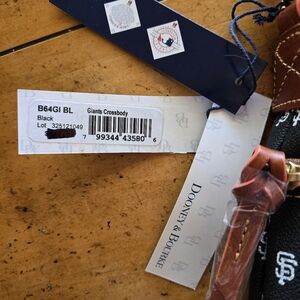 B64GI BL
Giants Crossbody
Black
Lot 325121049
7 99344 43580 6
DOONEY & BOURKE